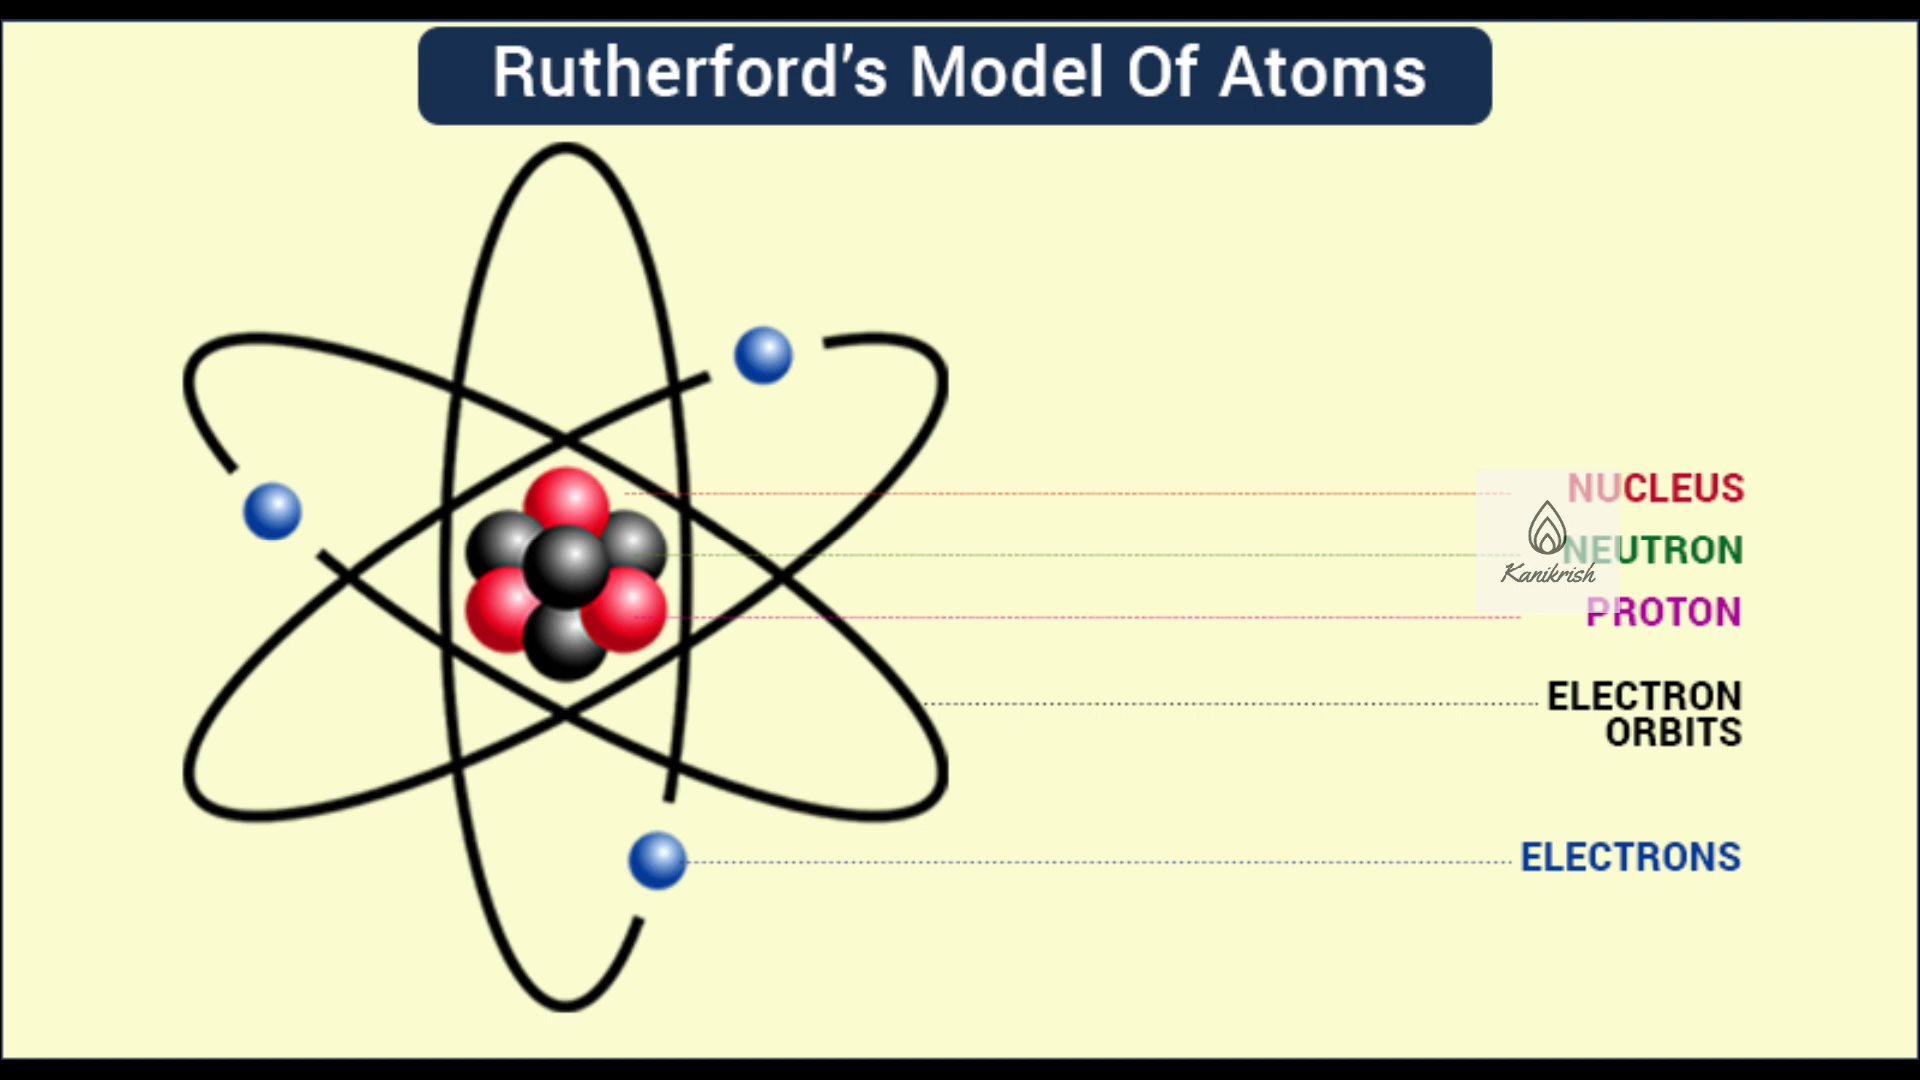 Rutherford’s Model Of Atoms
NUCLEUS
NEUTRON
Kanikrish
PROTON
ELECTRON
ORBITS
ELECTRONS